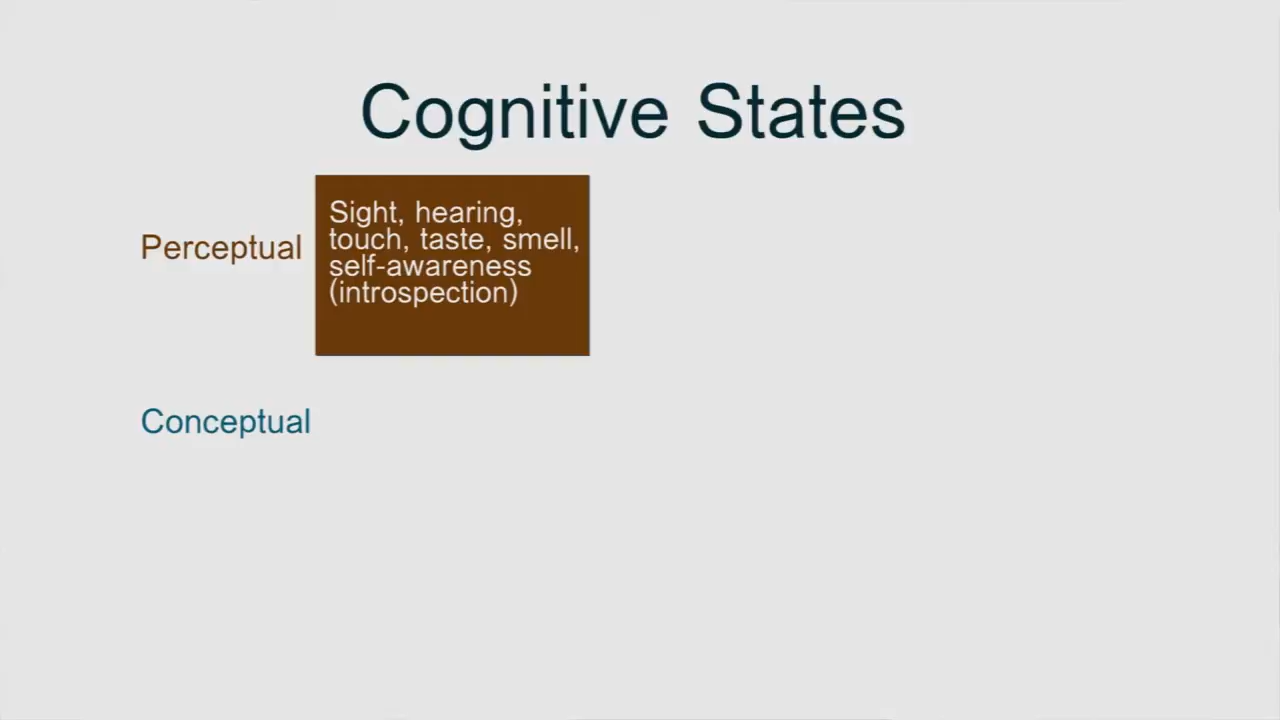 Cognitive States
Perceptual
Sight, hearing,
touch, taste, smell,
self-awareness
(introspection)
Conceptual